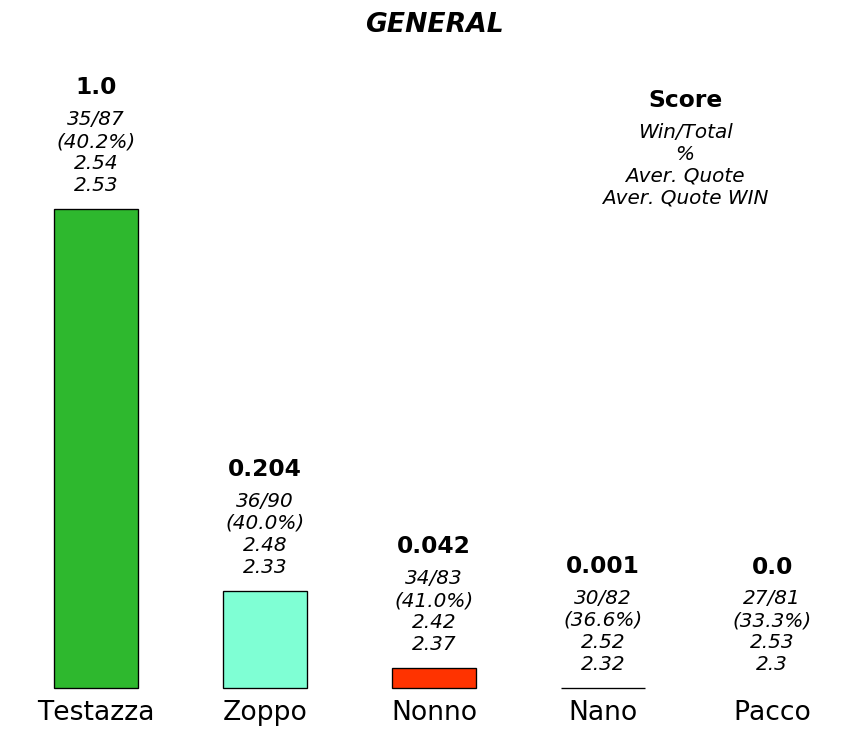 GENERAL
1.0
35/87
(40.2%)
2.54
2.53
Score
Win/Total
%
Aver. Quote
Aver. Quote WIN
0.204
36/90
(40.0%)
2.48
2.33
0.042
34/83
(41.0%)
2.42
2.37
0.001
30/82
(36.6%)
2.52
2.32
0.0
27/81
(33.3%)
2.53
2.3
Testazza
Zoppo
Nonno
Nano
Pacco